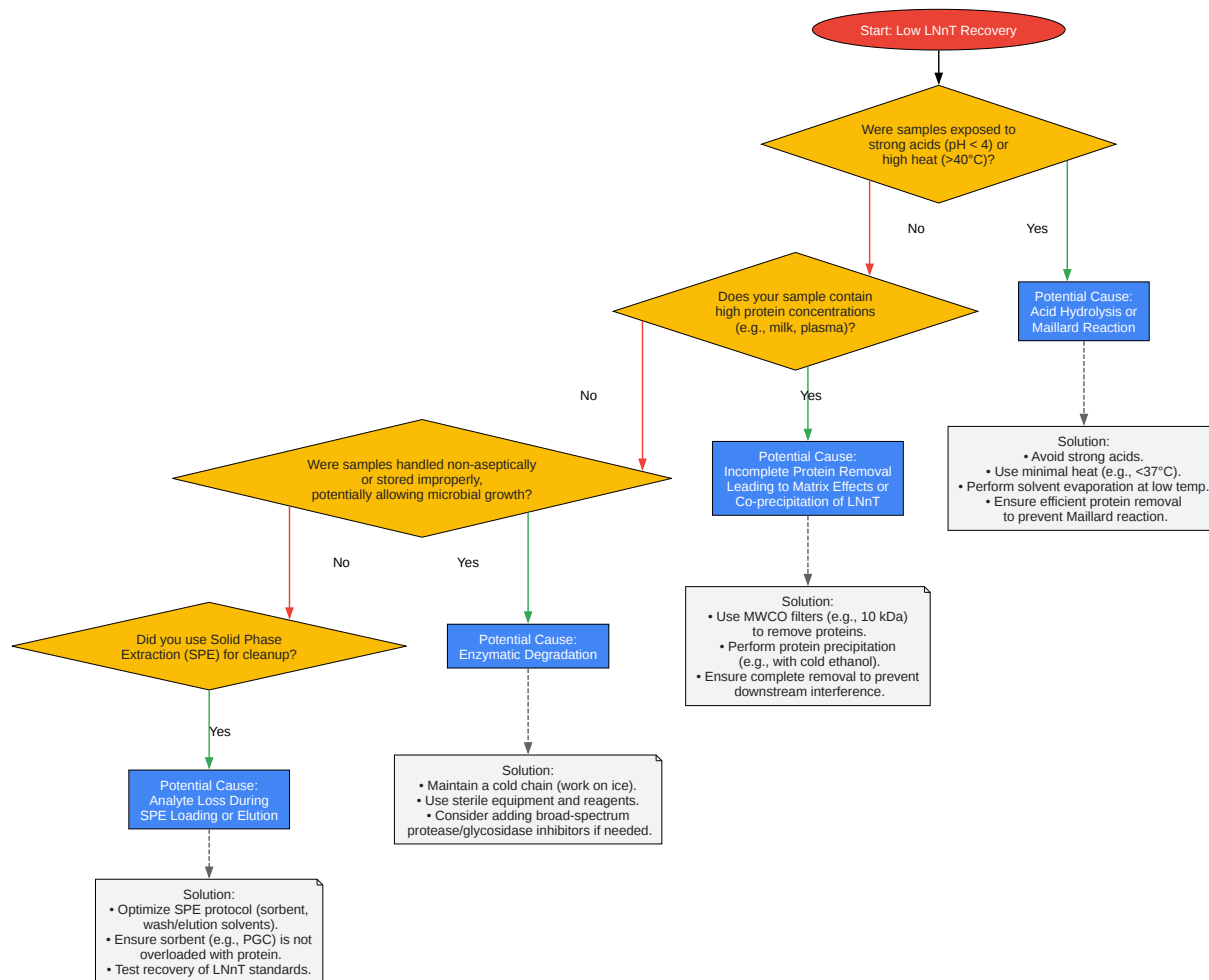 Start: Low LNnT Recovery
Were samples exposed to
strong acids (pH < 4) or
high heat (>40°C)?
No
Yes
Does your sample contain
high protein concentrations
(e.g., milk, plasma)?
Potential Cause:
Acid Hydrolysis or
Maillard Reaction
No
Yes
Solution:
• Avoid strong acids.
• Use minimal heat (e.g., <37°C).
• Perform solvent evaporation at low temp.
• Ensure efficient protein removal
to prevent Maillard reaction.
Were samples handled non-aseptically
or stored improperly,
potentially allowing microbial growth?
Potential Cause:
Incomplete Protein Removal
Leading to Matrix Effects or
Co-precipitation of LNnT
No
Yes
Solution:
• Use MWCO filters (e.g., 10 kDa)
to remove proteins.
• Perform protein precipitation
(e.g., with cold ethanol).
• Ensure complete removal to prevent
downstream interference.
Did you use Solid Phase
Extraction (SPE) for cleanup?
Potential Cause:
Enzymatic Degradation
Yes
Solution:
• Maintain a cold chain (work on ice).
• Use sterile equipment and reagents.
• Consider adding broad-spectrum
protease/glycosidase inhibitors if needed.
Potential Cause:
Analyte Loss During
SPE Loading or Elution
Solution:
• Optimize SPE protocol (sorbent,
wash/elution solvents).
• Ensure sorbent (e.g., PGC) is not
overloaded with protein.
• Test recovery of LNnT standards.